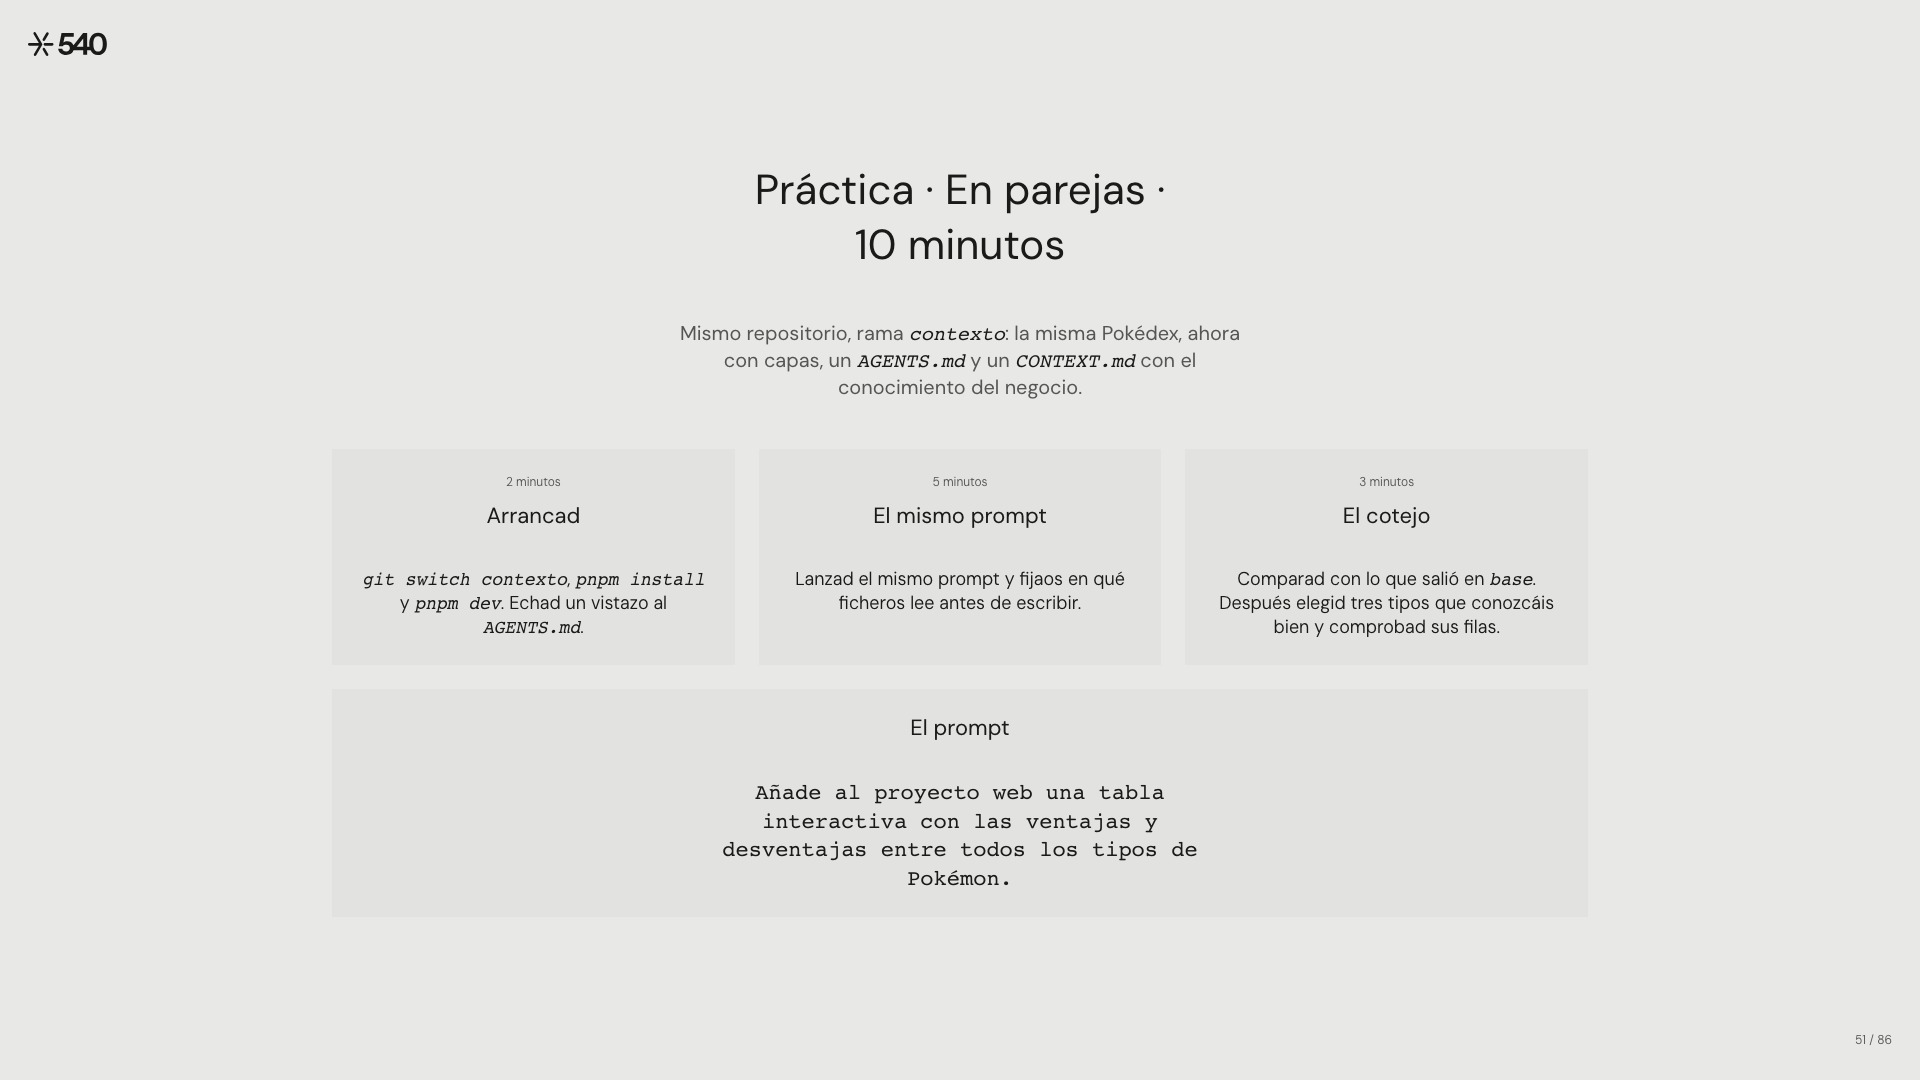 540
Práctica · En parejas ·
10 minutos
Mismo repositorio, rama contexto: la misma Pokédex, ahora
con capas, un AGENTS.md y un CONTEXT.md con el
conocimiento del negocio.
2 minutos
Arrancad
git switch contexto, pnpm install
y pnpm dev. Echad un vistazo al
AGENTS.md.
5 minutos
El mismo prompt
Lanzad el mismo prompt y fijaos en qué
ficheros lee antes de escribir.
3 minutos
El cotejo
Comparad con lo que salió en base.
Después elegid tres tipos que conozcáis
bien y comprobad sus filas.
El prompt
Añade al proyecto web una tabla
interactiva con las ventajas y
desventajas entre todos los tipos de
Pokémon.
51 / 86